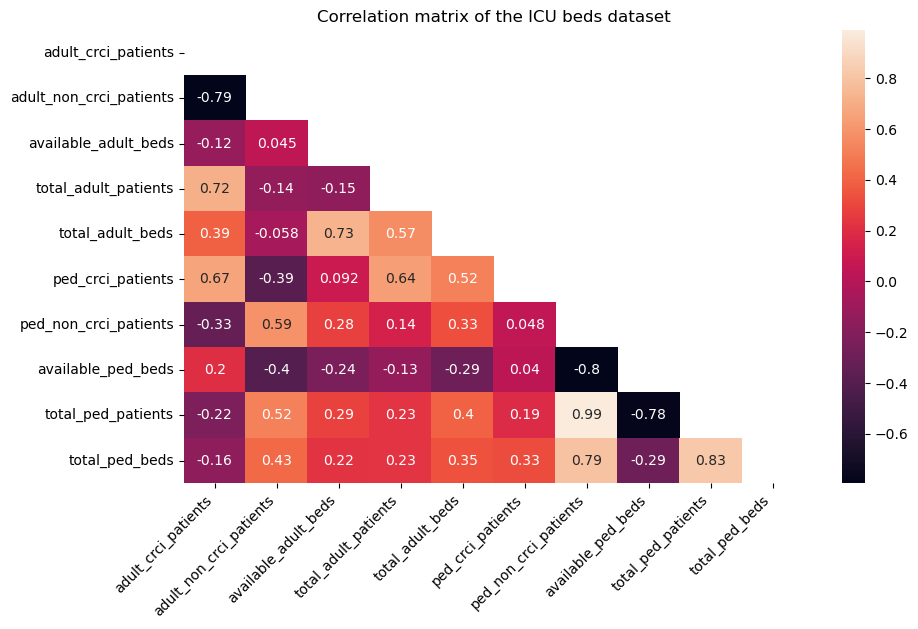 Correlation matrix of the ICU beds dataset
adult_crci_patients
adult_non_crci_patients -0.79
available_adult_beds -0.12 0.045
total_adult_patients 0.72 -0.14 -0.15
total_adult_beds 0.39 -0.058 0.73 0.57
ped_crci_patients 0.67 -0.39 0.092 0.64 0.52
ped_non_crci_patients -0.33 0.59 0.28 0.14 0.33 0.048
available_ped_beds 0.2 -0.4 -0.24 -0.13 -0.29 0.04 -0.8
total_ped_patients -0.22 0.52 0.29 0.23 0.4 0.19 0.99 -0.78
total_ped_beds -0.16 0.43 0.22 0.23 0.35 0.33 0.79 -0.29 0.83
adult_crci_patients
adult_non_crci_patients
available_adult_beds
total_adult_patients
total_adult_beds
ped_crci_patients
ped_non_crci_patients
available_ped_beds
total_ped_patients
total_ped_beds
0.8
0.6
0.4
0.2
0.0
−0.2
−0.4
−0.6